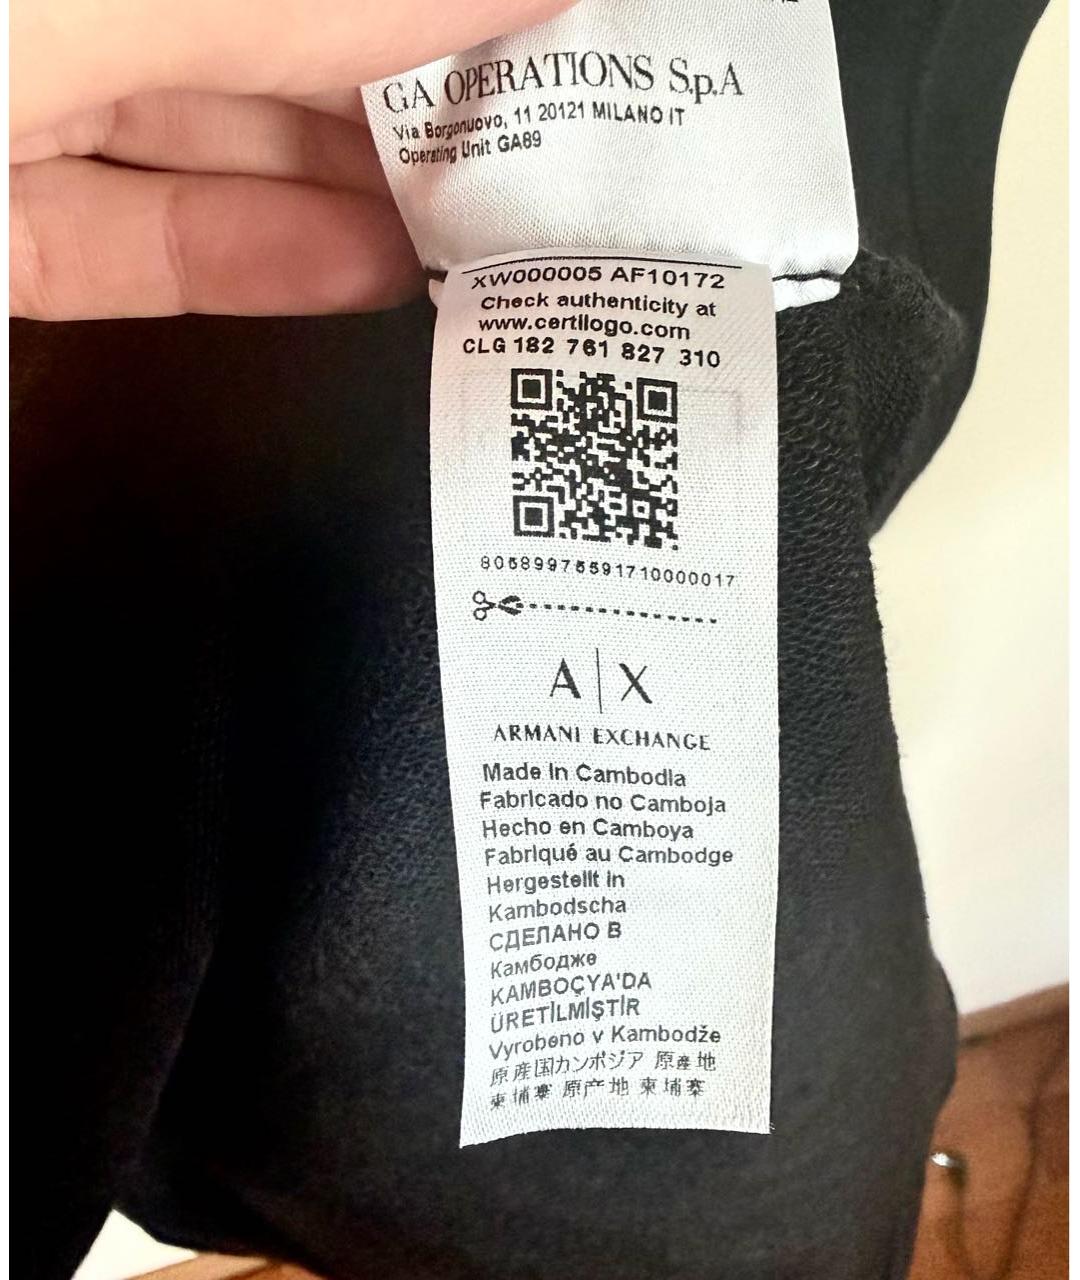 GA OPERATIONS S.p.A
Via Borgonuovo, 11 20121 MILANO IT
Operating Unit GA89
XW000005 AF10172
Check authenticity at
www.certilogo.com
CLG 182 761 827 310
80589975591710000017
A|X
ARMANI EXCHANGE
Made in Cambodia
Fabricado no Camboja
Hecho en Camboya
Fabriqué au Cambodge
Hergestellt in
Kambodscha
СДЕЛАНО В
Камбодже
KAMBOÇYA'DA
ÜRETİLMİŞTİR
Vyrobeno v Kambodže
原産国カンボジア 原產地
柬埔寨 原产地 柬埔寨